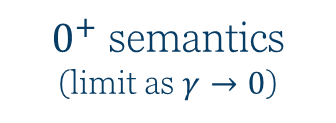 0⁺ semantics
(limit as γ → 0)